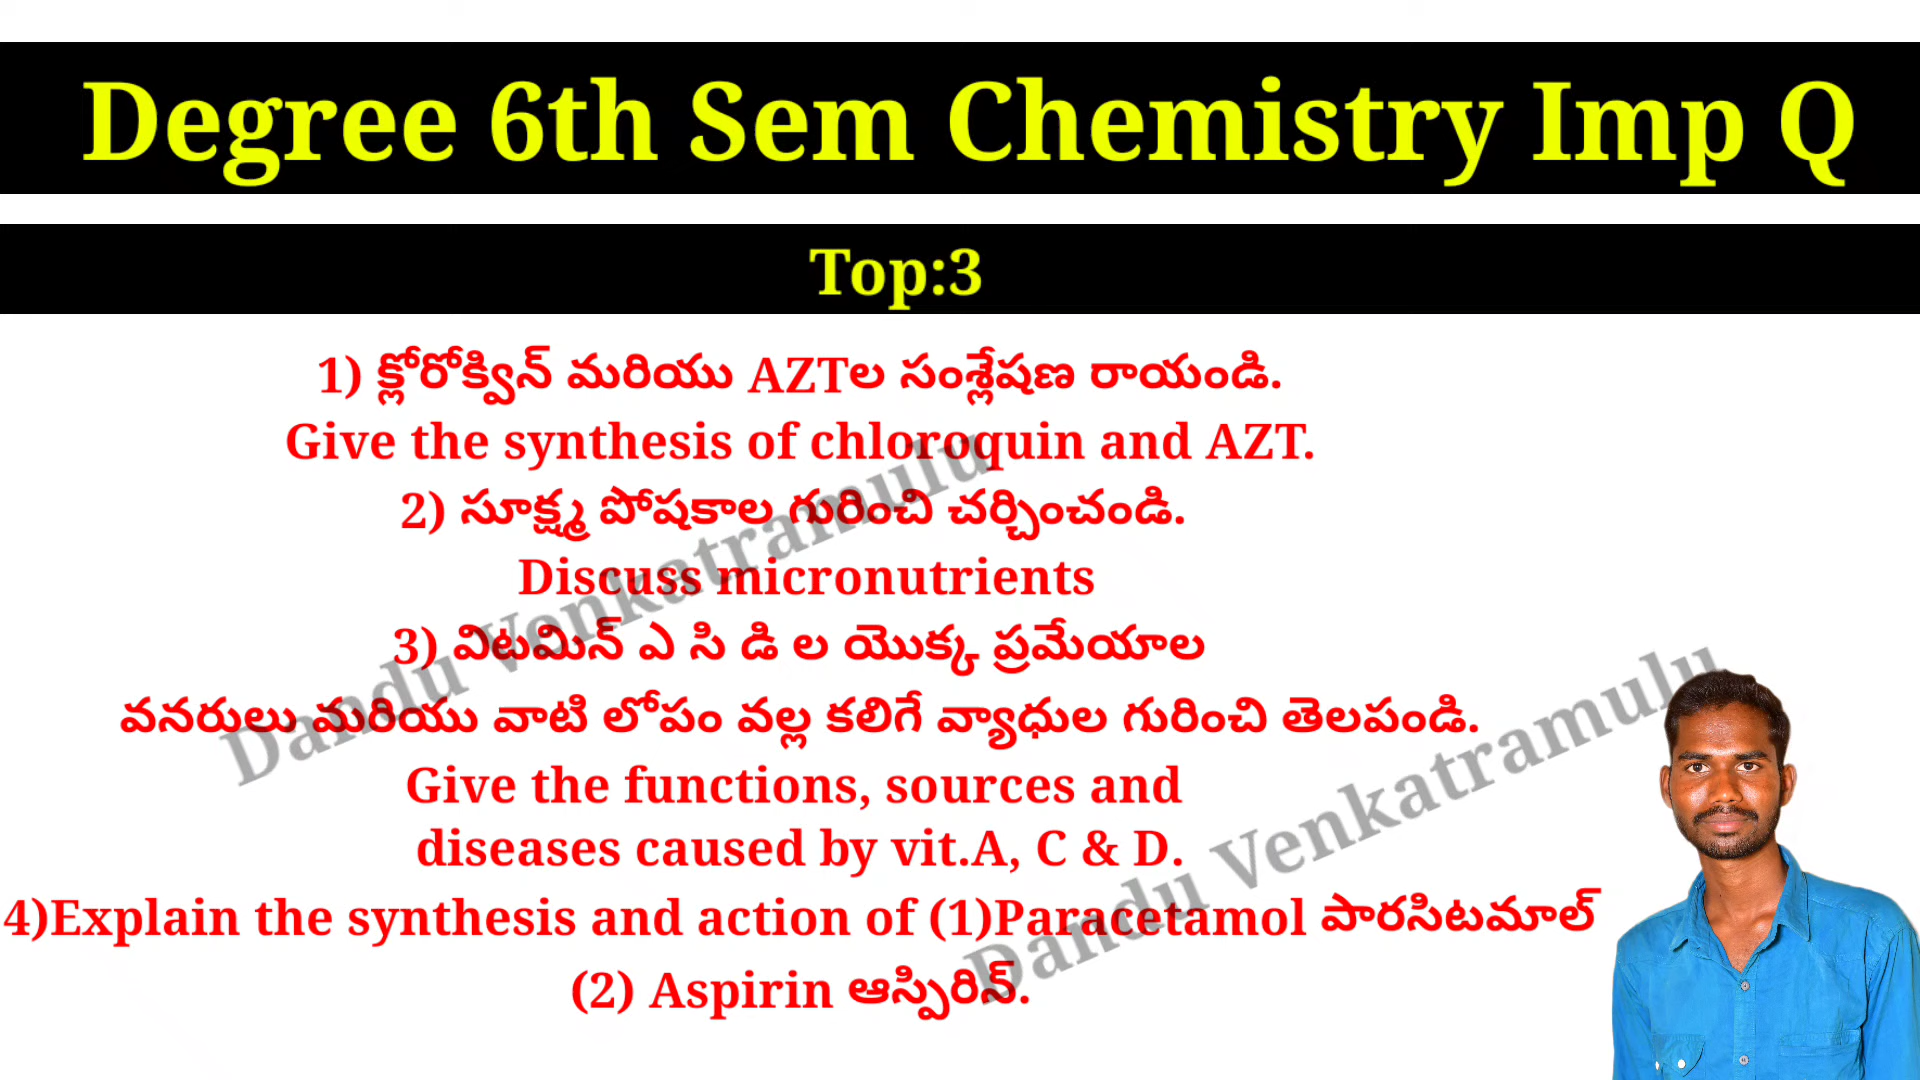 Degree 6th Sem Chemistry Imp Q
Top:3
1) క్లోరోక్విన్ మరియు AZTల సంశ్లేషణ రాయండి.
Give the synthesis of chloroquin and AZT.
2) సూక్ష్మ పోషకాల గురించి చర్చించండి.
Discuss micronutrients
3) విటమిన్ ఎ సి డి ల యొక్క ప్రమేయాల
వనరులు మరియు వాటి లోపం వల్ల కలిగే వ్యాధుల గురించి తెలపండి.
Give the functions, sources and
diseases caused by vit.A, C & D.
4)Explain the synthesis and action of (1)Paracetamol పారసిటమాల్
(2) Aspirin ఆస్పిరిన్.
Dandu Venkatramulu
Dandu Venkatramulu